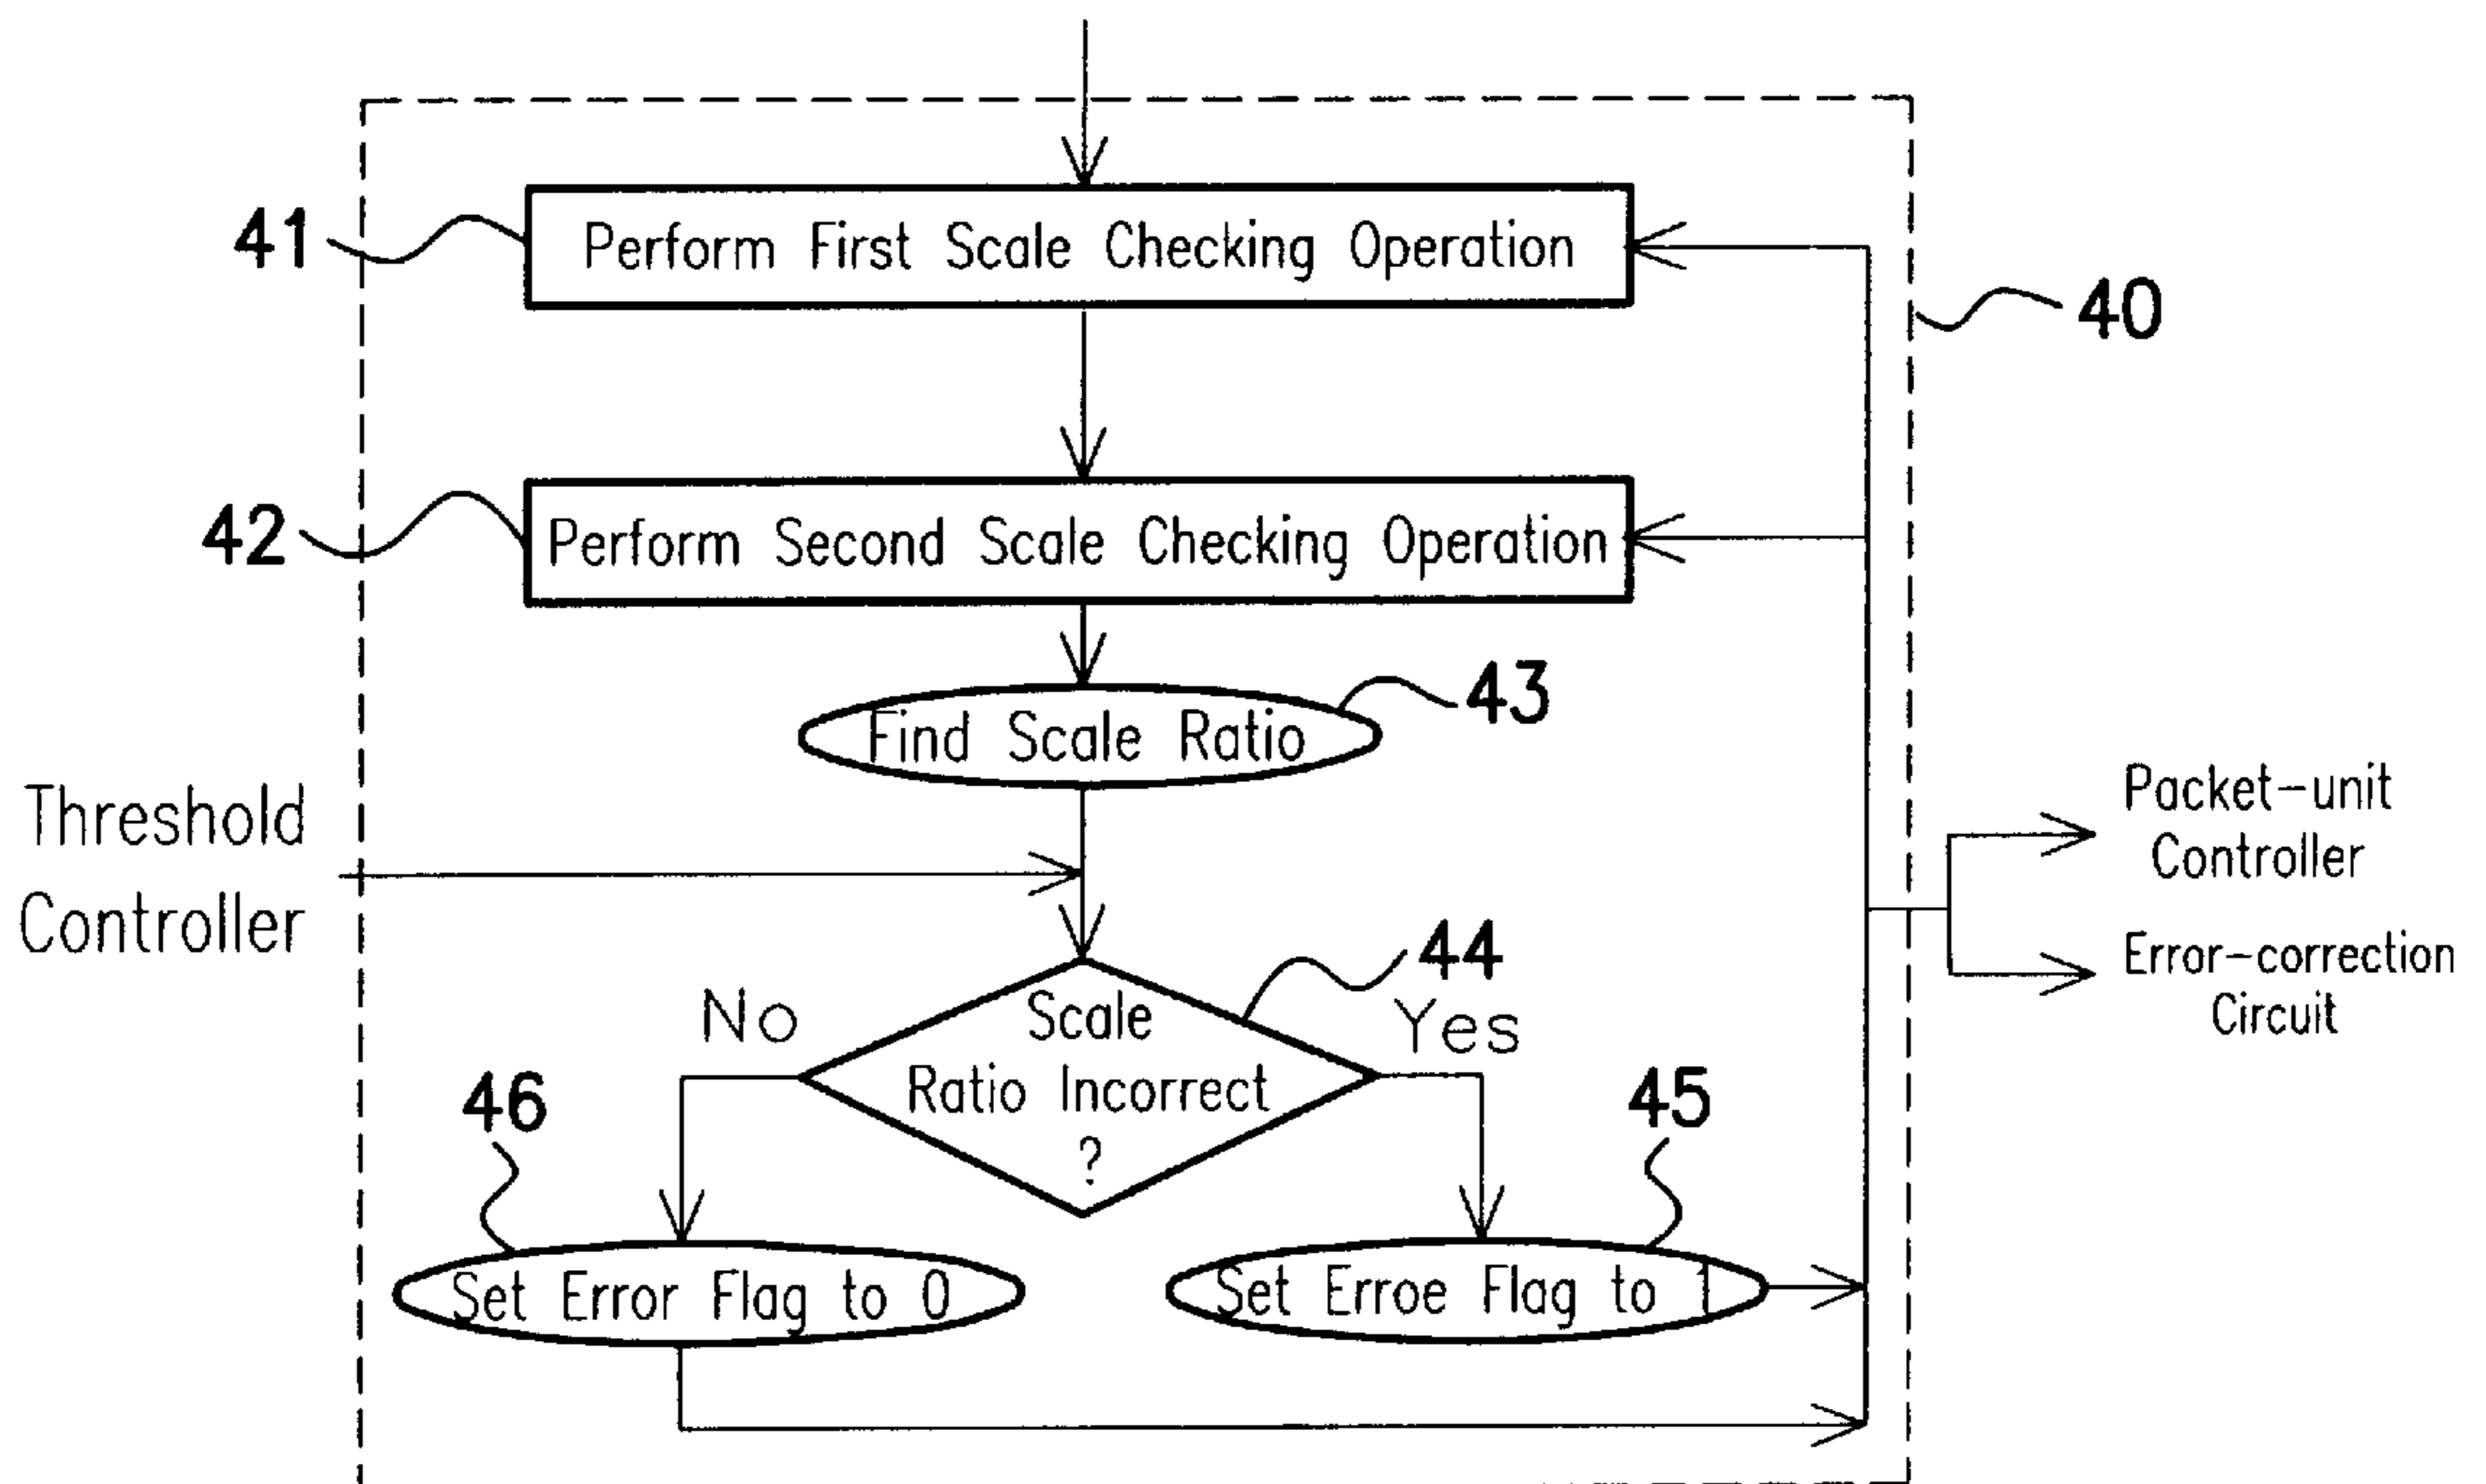 41
Perform First Scale Checking Operation
40
42
Perform Second Scale Checking Operation
43
Find Scale Ratio
Threshold
Controller
Packet-unit
Controller
Error-correction
Circuit
44
No
Scale
Ratio Incorrect
?
Yes
46
45
Set Error Flag to 0
Set Erroe Flag to 1